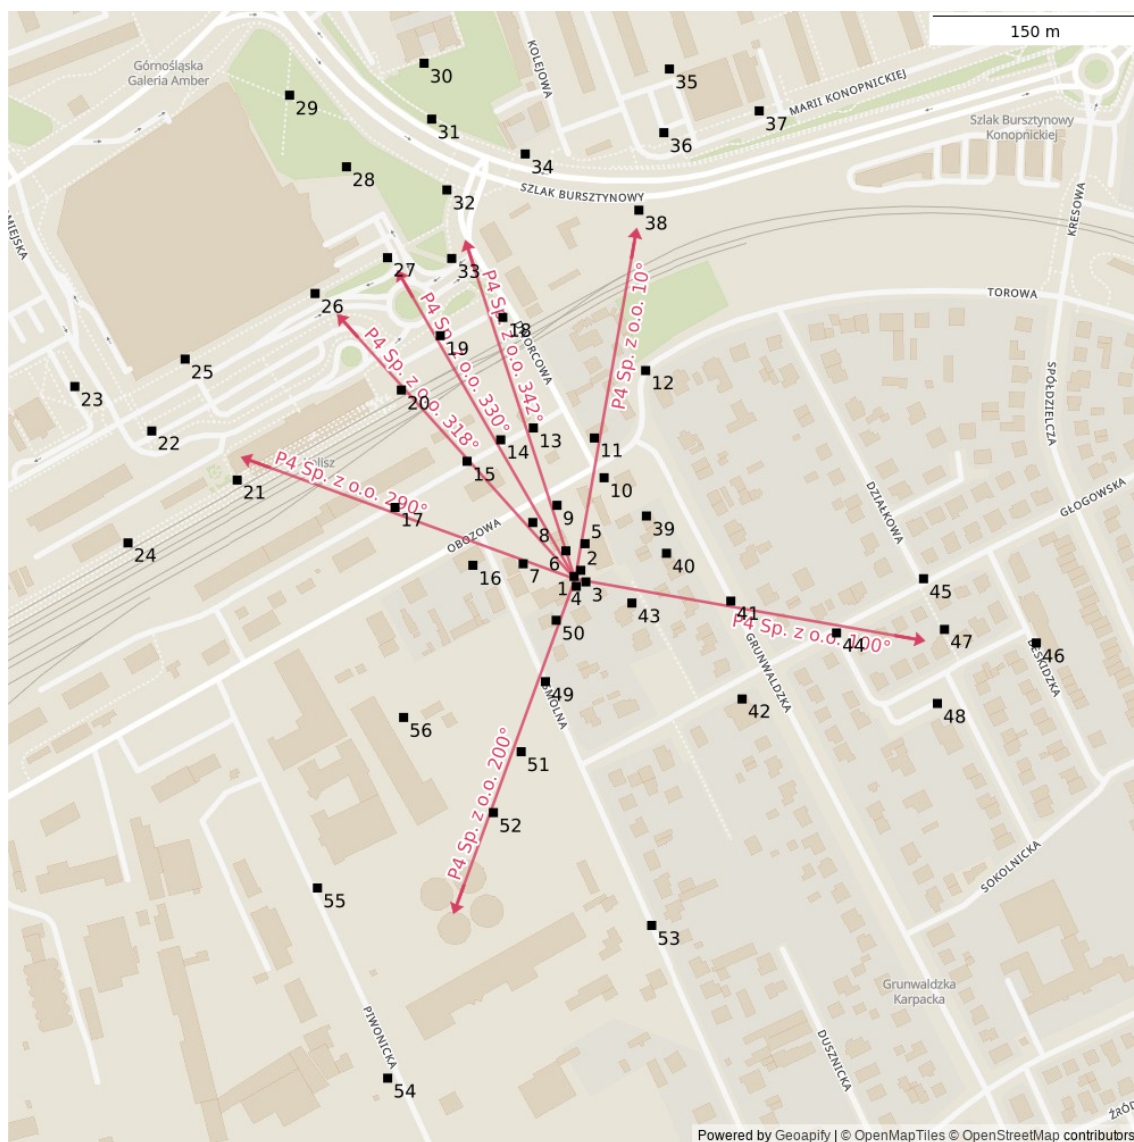 150 m
Górnośląska
Galeria Amber
KOLEJOWA
30
35
MARII KONOPNICKIEJ
29
31
37
36
Szlak Bursztynowy
Konopnickiej
34
28
32
SZLAK BURSZTYNOWY
KRESOWA
MIEJSKA
38
27
33
P4 Sp. z o.o. 10°
P4 Sp. z o.o. 342°
P4 Sp. z o.o. 330°
P4 Sp. z o.o. 318°
26
TOROWA
18
19
25
12
23
20
SPÓŁDZIELCZA
22
13
11
14
P4 Sp. z o.o. 290°
15
21
10
DZIAŁKOWA
GŁOGOWSKA
17
9
39
OBOZOWA
8
24
5
40
6
2
16
7
1
3
4
45
43
41
50
P4 Sp. z o.o. 100°
44
47
46
BESKIDZKA
GRUNWALDZKA
49
42
48
56
51
P4 Sp. z o.o. 200°
52
SOKOLNICKA
55
53
Grunwaldzka
Karpacka
PIWONICKA
DUSZNICKA
54
Powered by Geoapify | © OpenMapTiles © OpenStreetMap contributors